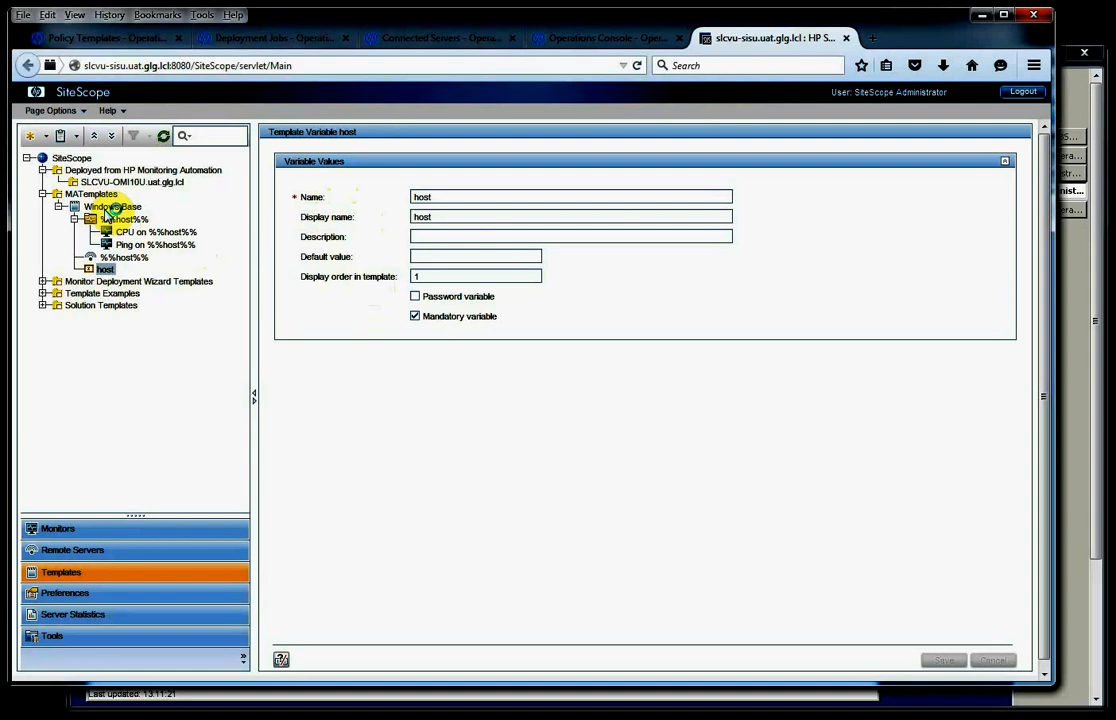 File Edit View History Bookmarks Tools Help
Policy Templates - Operati...
Deployment Jobs - Operati...
Connected Servers - Opera...
Operations Console - Oper...
slcvu-sisu.uat.glg.lcl : HP S...
slcvu-sisu.uat.glg.lcl:8080/SiteScope/servlet/Main
Search
SiteScope
User: SiteScope Administrator
Logout
Page Options Help
SiteScope
Deployed from HP Monitoring Automation
SLCVU-OMI10U.uat.glg.lcl
MATemplates
Windows Base
%%host%%
CPU on %%host%%
Ping on %%host%%
%%host%%
host
Monitor Deployment Wizard Templates
Template Examples
Solution Templates
Monitors
Remote Servers
Templates
Preferences
Server Statistics
Tools
Template Variable host
Variable Values
* Name: host
Display name: host
Description:
Default value:
Display order in template: 1
Password variable
Mandatory variable
Save Cancel
S...
era...
istr...
nist...
era...
Last updated: 13:11:21